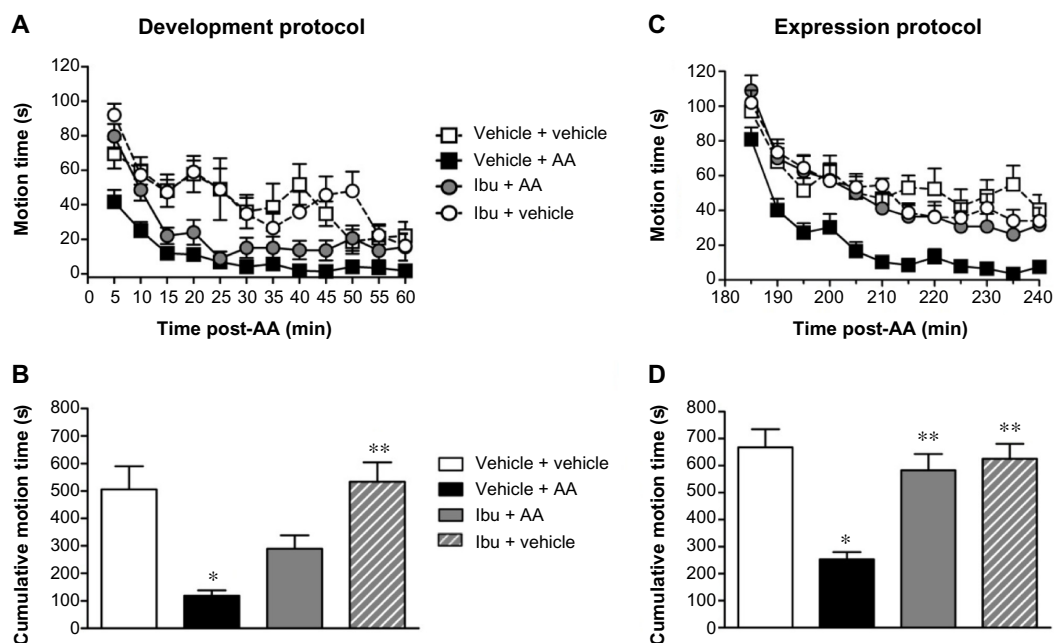 A
Development protocol
Motion time (s)
120
100
80
60
40
20
0
0 5 10 15 20 25 30 35 40 45 50 55 60
Time post-AA (min)
Vehicle + vehicle
Vehicle + AA
Ibu + AA
Ibu + vehicle
C
Expression protocol
Motion time (s)
120
100
80
60
40
20
0
180 190 200 210 220 230 240
Time post-AA (min)
B
Cumulative motion time (s)
800
700
600
500
400
300
200
100
0
*
**
Vehicle + vehicle
Vehicle + AA
Ibu + AA
Ibu + vehicle
D
Cumulative motion time (s)
800
700
600
500
400
300
200
100
0
*
**
**